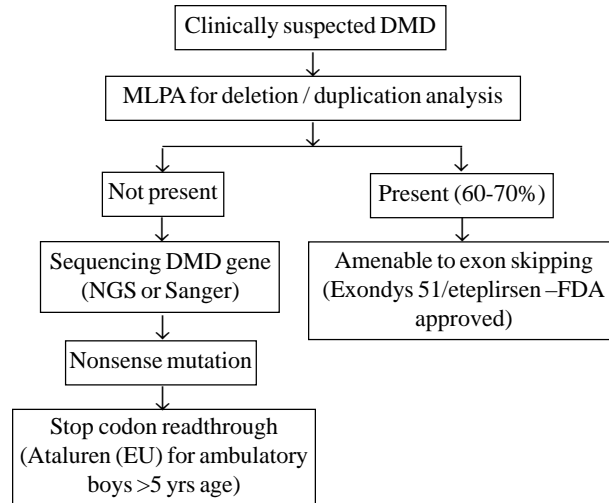 Clinically suspected DMD
MLPA for deletion / duplication analysis
Not present
Present (60-70%)
Sequencing DMD gene
(NGS or Sanger)
Amenable to exon skipping
(Exondys 51/eteplirsen –FDA
approved)
Nonsense mutation
Stop codon readthrough
(Ataluren (EU) for ambulatory
boys >5 yrs age)